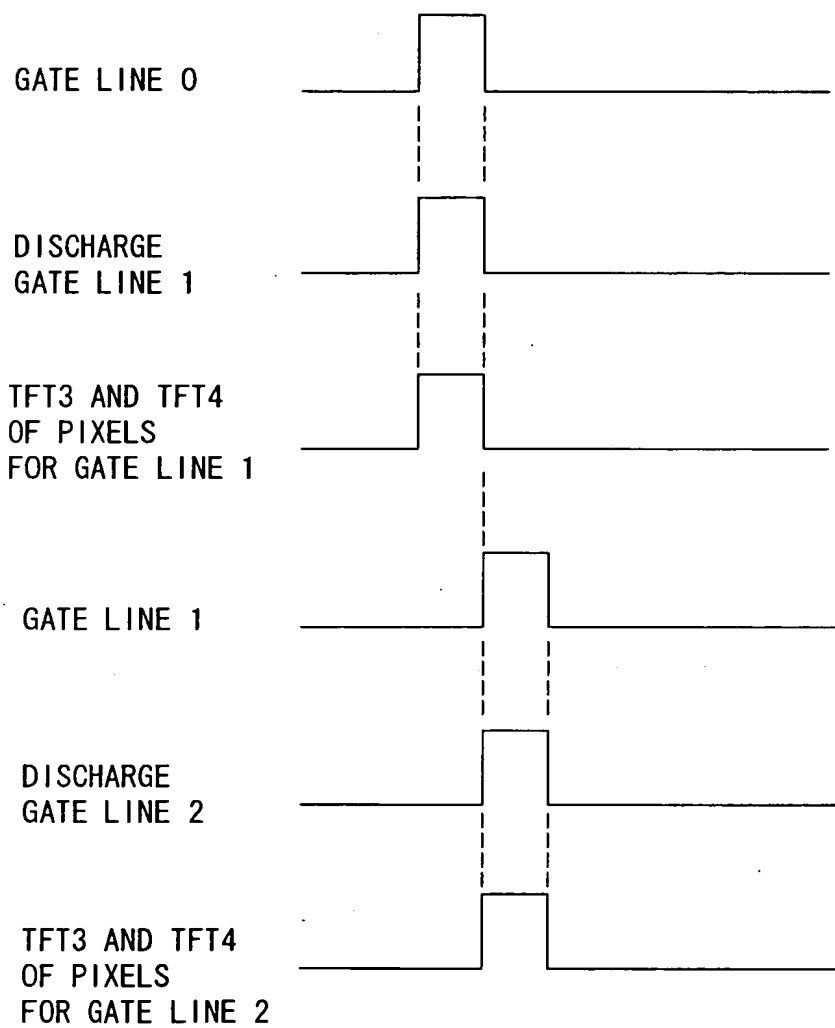 GATE LINE 0
DISCHARGE
GATE LINE 1
TFT3 AND TFT4
OF PIXELS
FOR GATE LINE 1
GATE LINE 1
DISCHARGE
GATE LINE 2
TFT3 AND TFT4
OF PIXELS
FOR GATE LINE 2